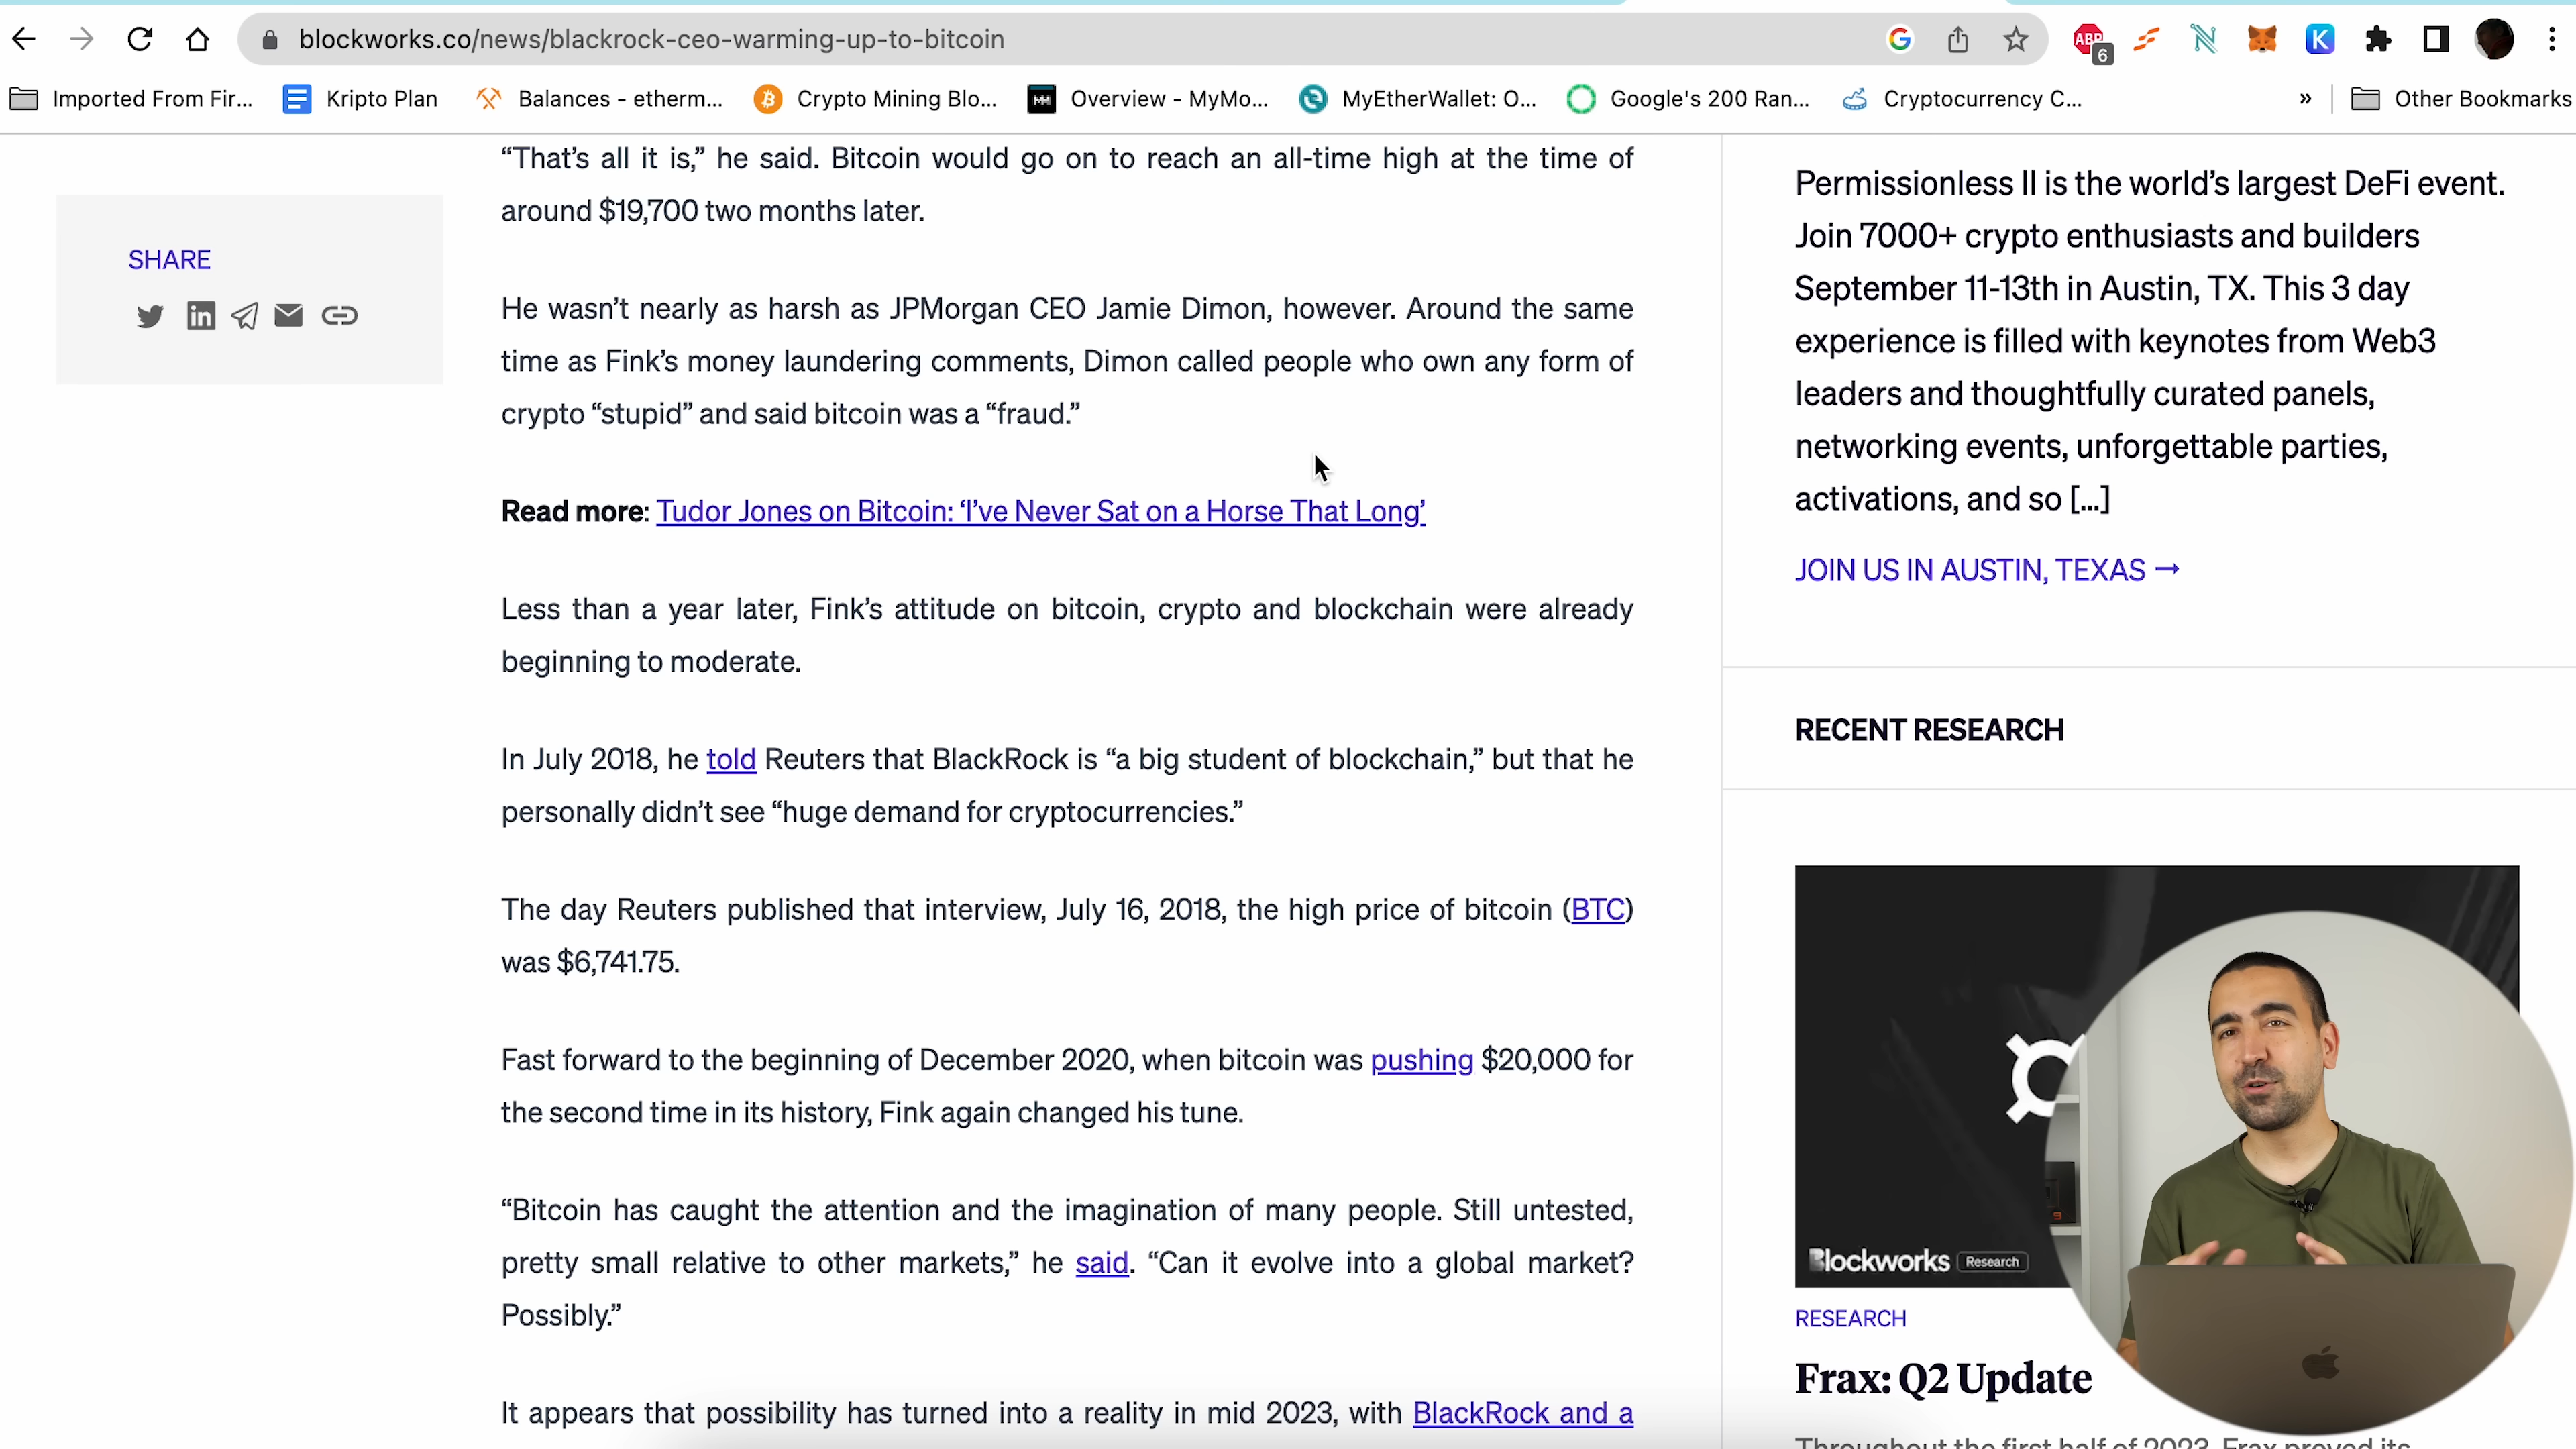 blockworks.co/news/blackrock-ceo-warming-up-to-bitcoin
ABP
6
K
Imported From Fir...
Kripto Plan
Balances - etherm...
Crypto Mining Blo...
Overview - MyMo...
MyEtherWallet: O...
Google's 200 Ran...
Cryptocurrency C...
»
Other Bookmarks
SHARE
“That’s all it is,” he said. Bitcoin would go on to reach an all-time high at the time of
around $19,700 two months later.
He wasn’t nearly as harsh as JPMorgan CEO Jamie Dimon, however. Around the same
time as Fink’s money laundering comments, Dimon called people who own any form of
crypto “stupid” and said bitcoin was a “fraud.”
Read more: Tudor Jones on Bitcoin: ‘I’ve Never Sat on a Horse That Long’
Less than a year later, Fink’s attitude on bitcoin, crypto and blockchain were already
beginning to moderate.
In July 2018, he told Reuters that BlackRock is “a big student of blockchain,” but that he
personally didn’t see “huge demand for cryptocurrencies.”
The day Reuters published that interview, July 16, 2018, the high price of bitcoin (BTC)
was $6,741.75.
Fast forward to the beginning of December 2020, when bitcoin was pushing $20,000 for
the second time in its history, Fink again changed his tune.
“Bitcoin has caught the attention and the imagination of many people. Still untested,
pretty small relative to other markets,” he said. “Can it evolve into a global market?
Possibly.”
It appears that possibility has turned into a reality in mid 2023, with BlackRock and a
Permissionless II is the world’s largest DeFi event.
Join 7000+ crypto enthusiasts and builders
September 11-13th in Austin, TX. This 3 day
experience is filled with keynotes from Web3
leaders and thoughtfully curated panels,
networking events, unforgettable parties,
activations, and so [...]
JOIN US IN AUSTIN, TEXAS →
RECENT RESEARCH
Blockworks Research
RESEARCH
Frax: Q2 Update
Throughout the first half of 2023, Frax proved its